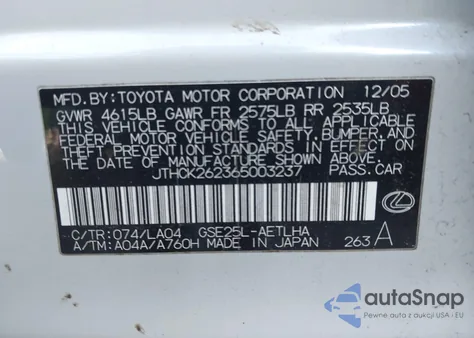 MFD. BY: TOYOTA MOTOR CORPORATION 12/05
GVWR 4615LB GAWR FR 2575LB RR 2535LB
THIS VEHICLE CONFORMS TO ALL APPLICABLE
FEDERAL MOTOR VEHICLE SAFETY, BUMPER, AND
THEFT PREVENTION STANDARDS IN EFFECT ON
THE DATE OF MANUFACTURE SHOWN ABOVE.
JTHCK262365003237 PASS.CAR
C/TR: 074/LA04 GSE25L-AETLHA
A/TM: A04A/A760H MADE IN JAPAN 263 A
autoSnap
Pewne auta z aukcji USA i EU